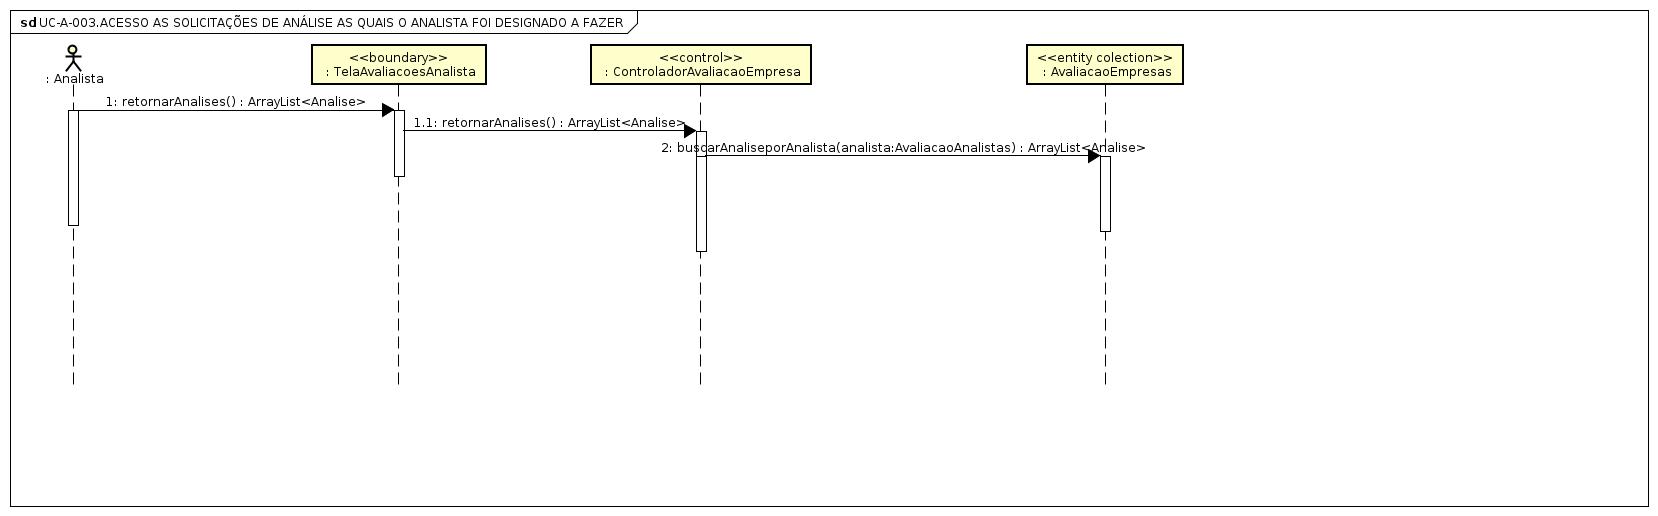 sd UC-A-003.ACESSO AS SOLICITAÇÕES DE ANÁLISE AS QUAIS O ANALISTA FOI DESIGNADO A FAZER
: Analista
<<boundary>>
: TelaAvaliacoesAnalista
<<control>>
: ControladorAvaliacaoEmpresa
<<entity colection>>
: AvaliacaoEmpresas
1: retornarAnalises() : ArrayList<Analise>
1.1: retornarAnalises() : ArrayList<Analise>
2: buscarAnaliseporAnalista(analista:AvaliacaoAnalistas) : ArrayList<Analise>